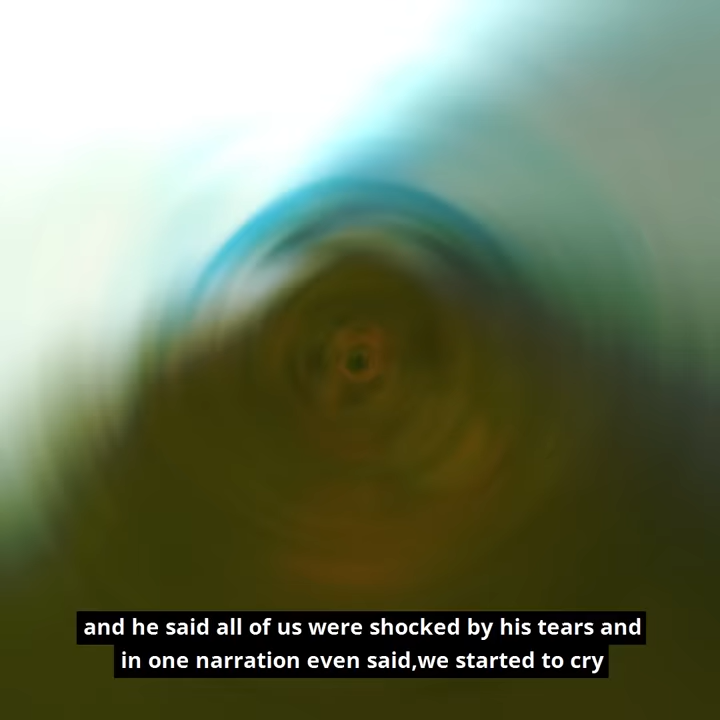 and he said all of us were shocked by his tears and
in one narration even said,we started to cry